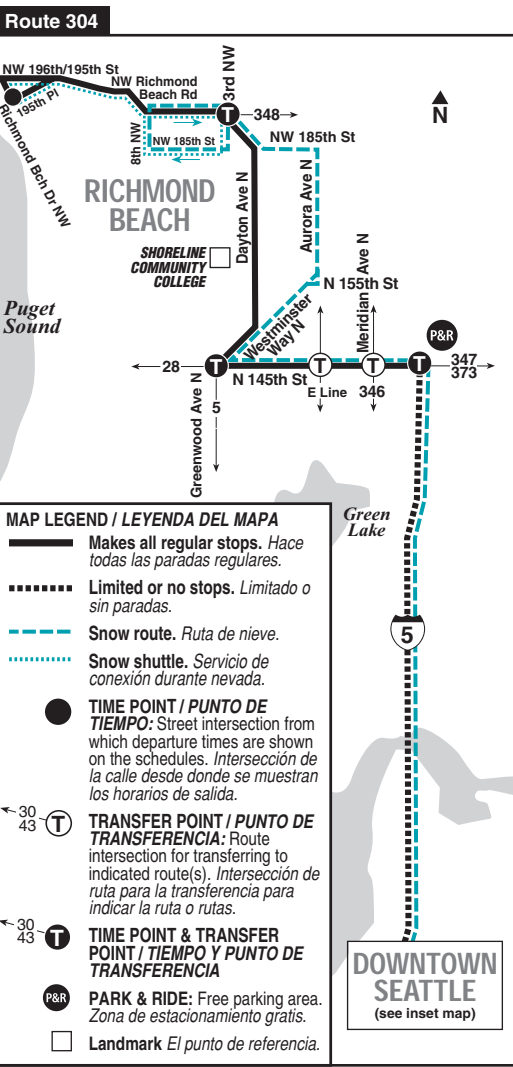 Route 304
NW 196th/195th St
NW Richmond
Beach Rd
3rd NW
195th Pl
Richmond Bch Dr NW
8th NW
NW 185th St
348
NW 185th St
N
RICHMOND
BEACH
Dayton Ave N
Aurora Ave N
SHORELINE
COMMUNITY
COLLEGE
N 155th St
Meridian Ave N
Westminster
Way N
Puget
Sound
P&R
T
T
T
T
T
28
N 145th St
347
373
5
E Line
346
Greenwood Ave N
Green
Lake
5
DOWNTOWN
SEATTLE
(see inset map)
MAP LEGEND / LEYENDA DEL MAPA
Makes all regular stops. Hace
todas las paradas regulares.
Limited or no stops. Limitado o
sin paradas.
Snow route. Ruta de nieve.
Snow shuttle. Servicio de
conexión durante nevada.
TIME POINT / PUNTO DE
TIEMPO: Street intersection from
which departure times are shown
on the schedules. Intersección de
la calle desde donde se muestran
los horarios de salida.
30
43
T
TRANSFER POINT / PUNTO DE
TRANSFERENCIA: Route
intersection for transferring to
indicated route(s). Intersección de
ruta para la transferencia para
indicar la ruta o rutas.
30
43
T
TIME POINT & TRANSFER
POINT / TIEMPO Y PUNTO DE
TRANSFERENCIA
P&R
PARK & RIDE: Free parking area.
Zona de estacionamiento gratis.
Landmark El punto de referencia.